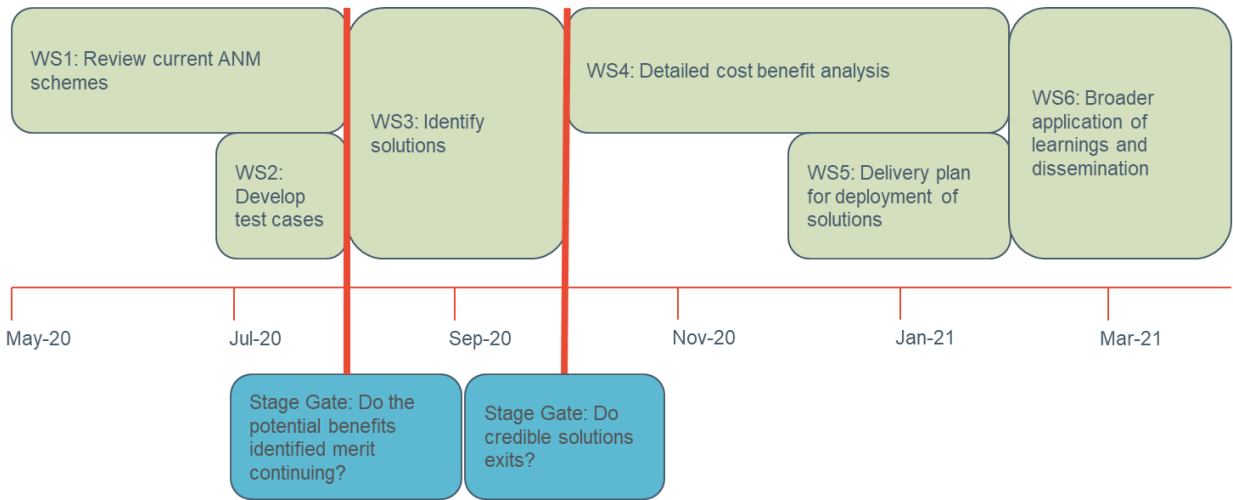 WS1: Review current ANM
schemes
WS2:
Develop
test cases
WS3: Identify
solutions
WS4: Detailed cost benefit analysis
WS5: Delivery plan
for deployment of
solutions
WS6: Broader
application of
learnings and
dissemination
May-20
Jul-20
Sep-20
Nov-20
Jan-21
Mar-21
Stage Gate: Do the
potential benefits
identified merit
continuing?
Stage Gate: Do
credible solutions
exits?